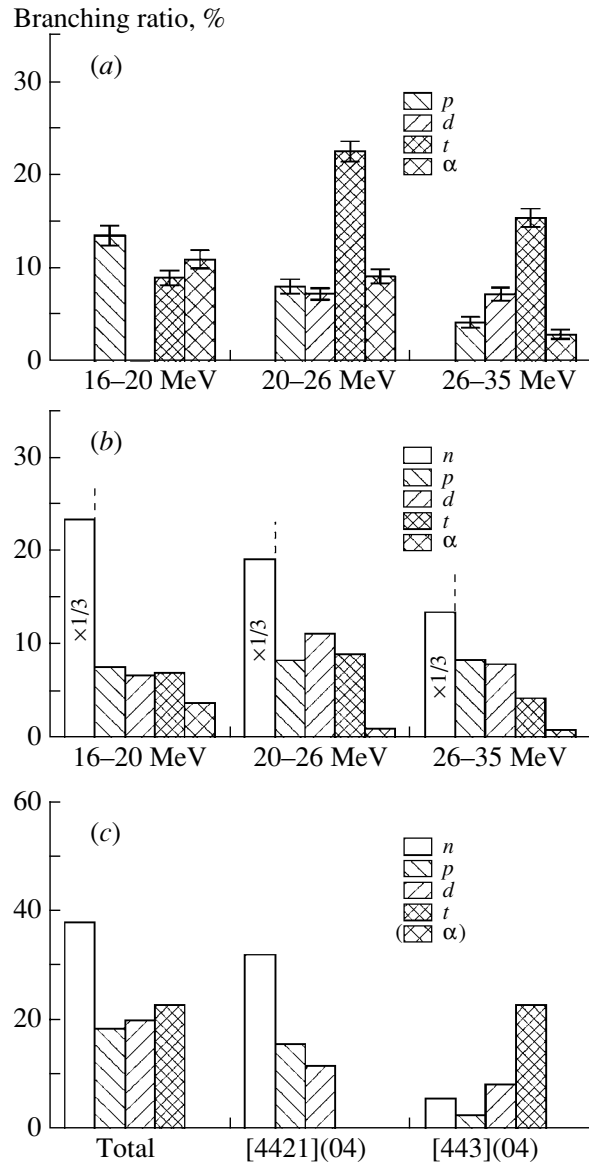 Branching ratio, %
(a)
30
20
10
0
p
d
t
α
16–20 MeV 20–26 MeV 26–35 MeV
(b)
30
20
10
0
n
p
d
t
α
×1/3
×1/3
×1/3
16–20 MeV 20–26 MeV 26–35 MeV
(c)
60
40
20
0
n
p
d
t
( α)
Total [4421](04) [443](04)